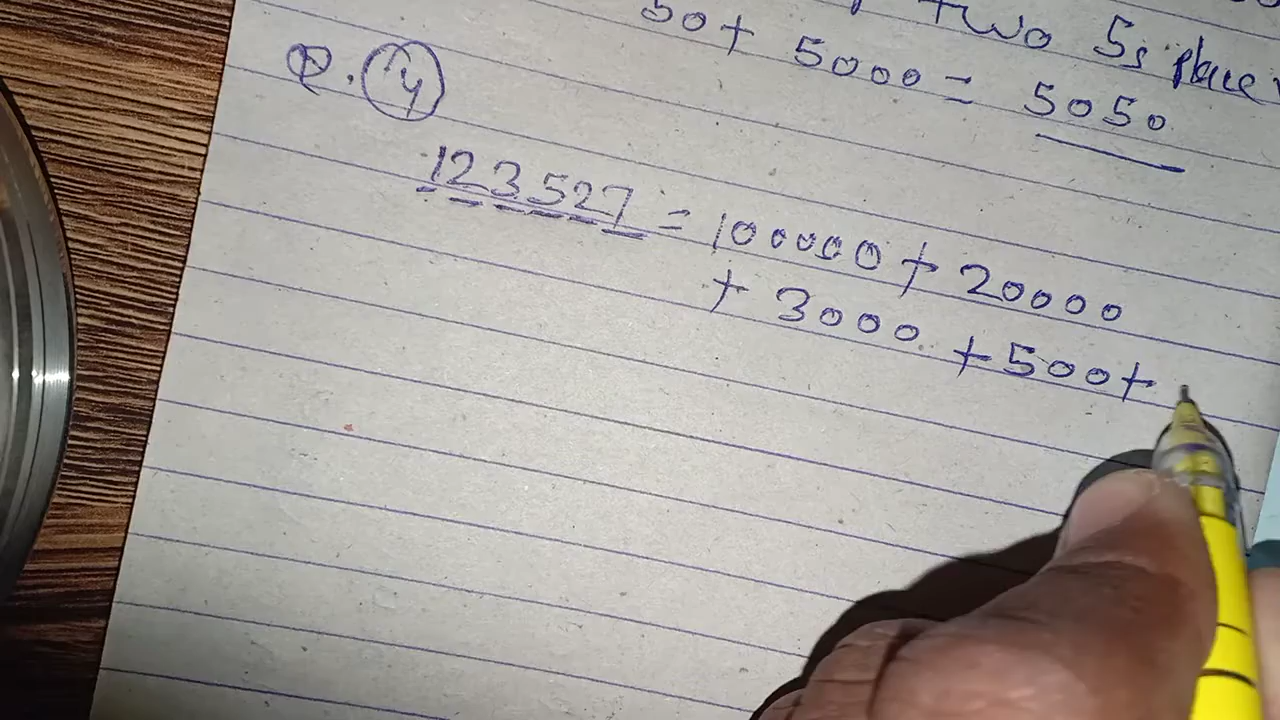 two 5s place
50 + 5000 = 5050
Q. 4
123527 = 100000 + 20000
+ 3000 + 500 +